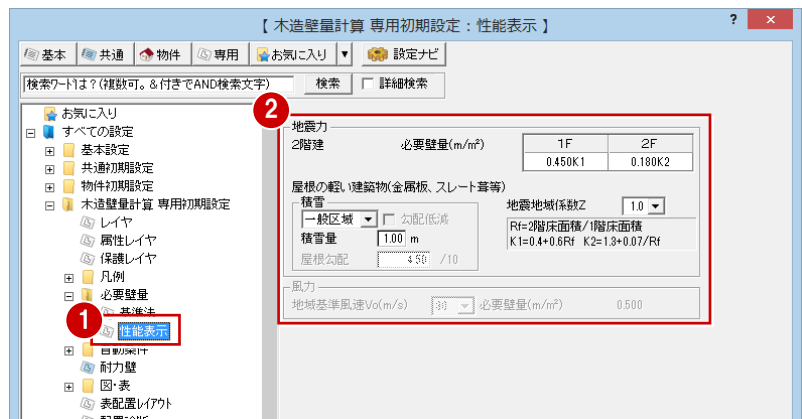 【 木造壁量計算 専用初期設定：性能表示 】
? x
基本 共通 物件 専用 お気に入り ▼ 設定ナビ
検索ワードは？(複数可。&付きでAND検索文字) 検索 詳細検索
お気に入り
すべての設定
基本設定
共通初期設定
物件初期設定
木造壁量計算 専用初期設定
レイヤ
属性レイヤ
保護レイヤ
凡例
必要壁量
基準法
1
性能表示
自動条件
耐力壁
図・表
表配置レイアウト
2
地震力
2階建 必要壁量(m/㎡) 1F 2F
0.450K1 0.180K2
屋根の軽い建築物(金属板、スレート葺等)
積雪 地震地域係数Z 1.0
一般区域 勾配低減
積雪量 1.00 m
屋根勾配 4.50 /10
Rf=2階床面積/1階床面積
K1=0.4+0.6Rf K2=1.3+0.07/Rf
風力
地域基準風速Vo(m/s) 30 必要壁量(m/㎡) 0.500